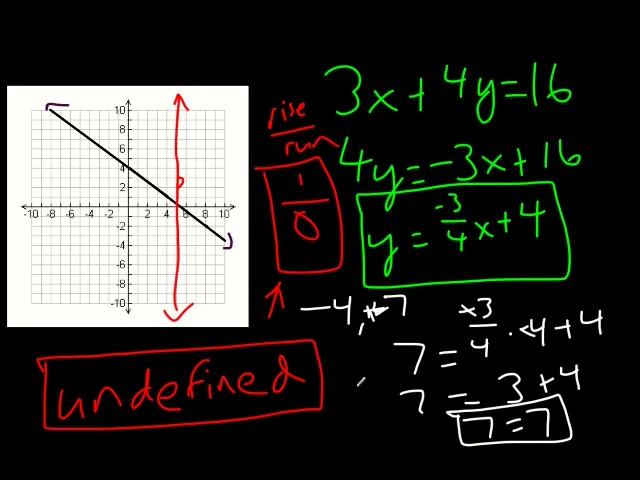 3x+4y=16
4y=-3x+16
y = -3/4 x+4
rise
run
1/0
10
8
6
4
2
-10 -8 -6 -4 -2 0 2 4 6 8 10
-2
-4
-6
-8
-10
undefined
-4, 7
7 = 3/4 · 4+4
7 = 3+4
7=7